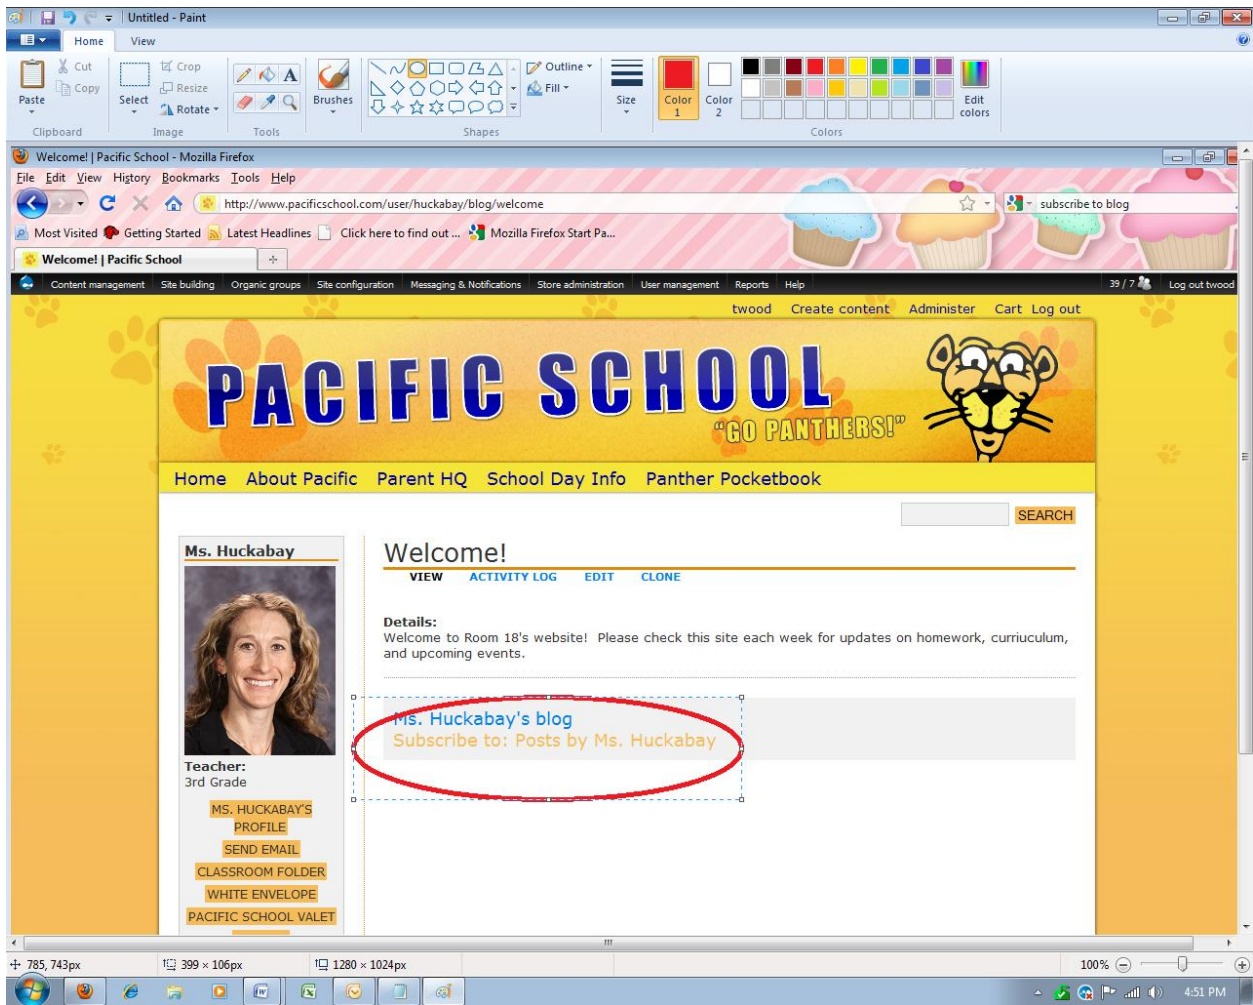 Untitled - Paint
Home View
Cut
Copy
Paste
Clipboard
Crop
Resize
Rotate
Select
Image
A
Tools
Brushes
Outline
Fill
Shapes
Size
Color 1
Color 2
Edit colors
Colors
Welcome! | Pacific School - Mozilla Firefox
File Edit View History Bookmarks Tools Help
http://www.pacificschool.com/user/huckabay/blog/welcome
subscribe to blog
Most Visited Getting Started Latest Headlines Click here to find out ... Mozilla Firefox Start Pa...
Welcome! | Pacific School
Content management Site building Organic groups Site configuration Messaging & Notifications Store administration User management Reports Help 39 / 7 Log out twood
twood Create content Administer Cart Log out
PACIFIC SCHOOL
"GO PANTHERS!"
Home About Pacific Parent HQ School Day Info Panther Pocketbook
SEARCH
Ms. Huckabay
Welcome!
VIEW ACTIVITY LOG EDIT CLONE
Details:
Welcome to Room 18's website! Please check this site each week for updates on homework, curriuculum,
and upcoming events.
Ms. Huckabay's blog
Subscribe to: Posts by Ms. Huckabay
Teacher:
3rd Grade
MS. HUCKABAY'S
PROFILE
SEND EMAIL
CLASSROOM FOLDER
WHITE ENVELOPE
PACIFIC SCHOOL VALET
785, 743px 399 × 106px 1280 × 1024px 100%
4:51 PM